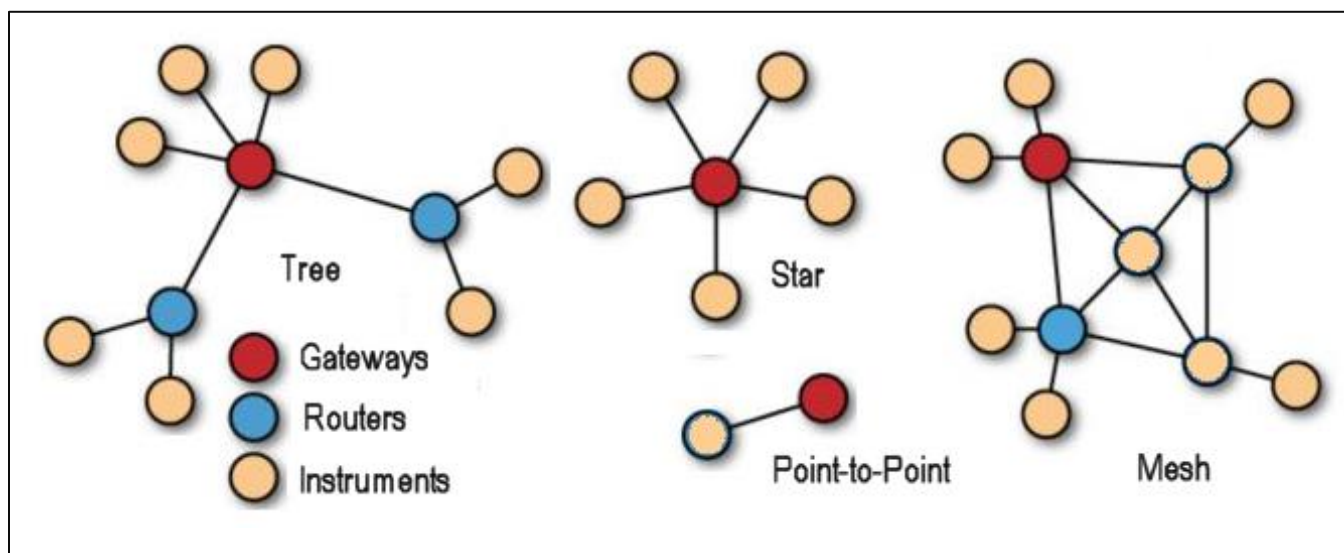 Tree
Star
Gateways
Routers
Instruments
Point-to-Point
Mesh